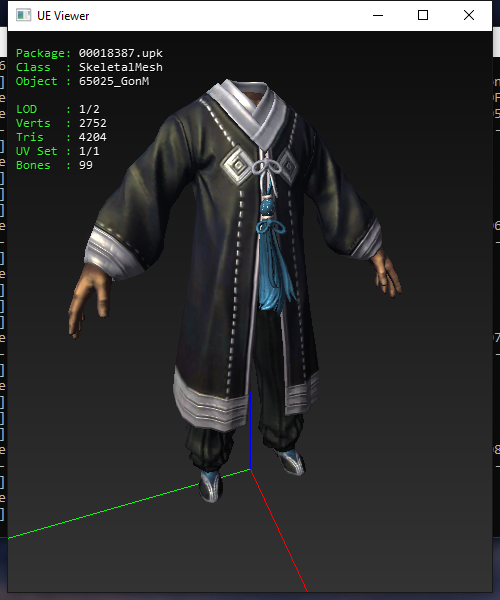 UE Viewer
Package: 00018387.upk
Class : SkeletalMesh
Object : 65025_GonM
LOD : 1/2
Verts : 2752
Tris : 4204
UV Set : 1/1
Bones : 99